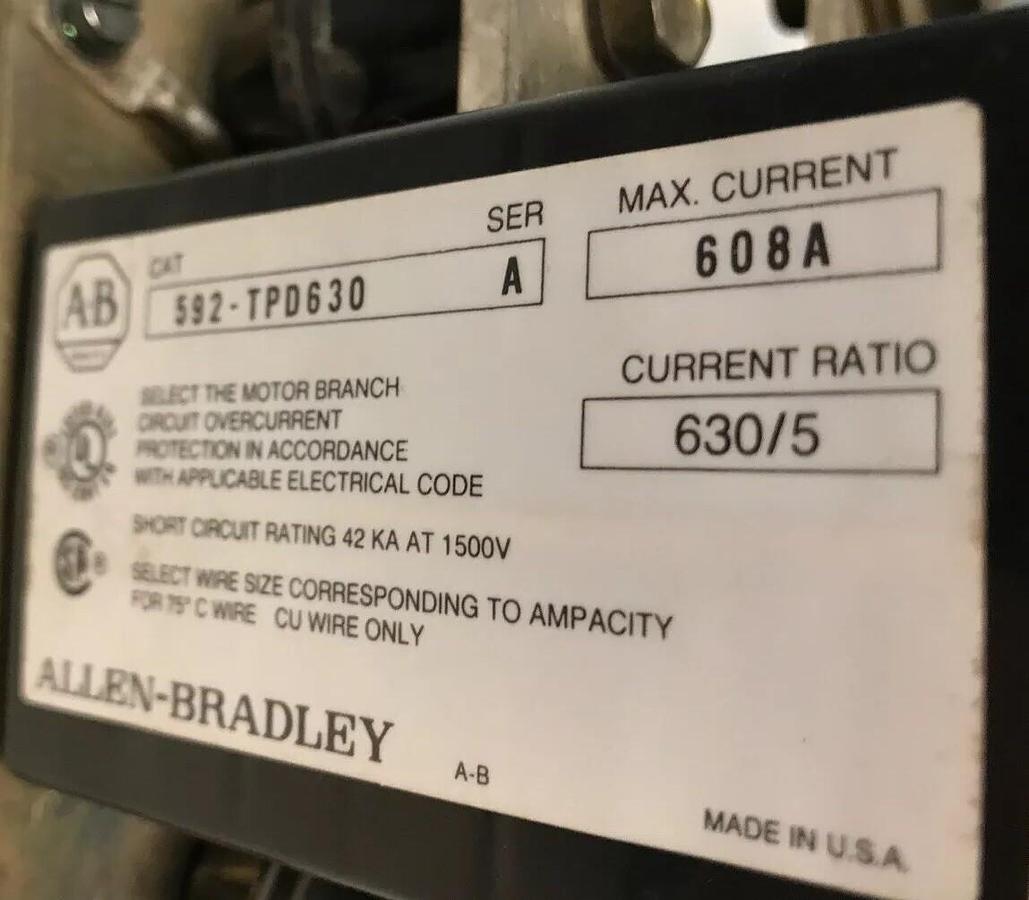 SER
MAX. CURRENT
CAT
592-TPD630 A
608A
A-B
CURRENT RATIO
630/5
SELECT THE MOTOR BRANCH
CIRCUIT OVERCURRENT
PROTECTION IN ACCORDANCE
WITH APPLICABLE ELECTRICAL CODE
SHORT CIRCUIT RATING 42 KA AT 1500V
SELECT WIRE SIZE CORRESPONDING TO AMPACITY
FOR 75° C WIRE CU WIRE ONLY
ALLEN-BRADLEY
A-B
MADE IN U.S.A.